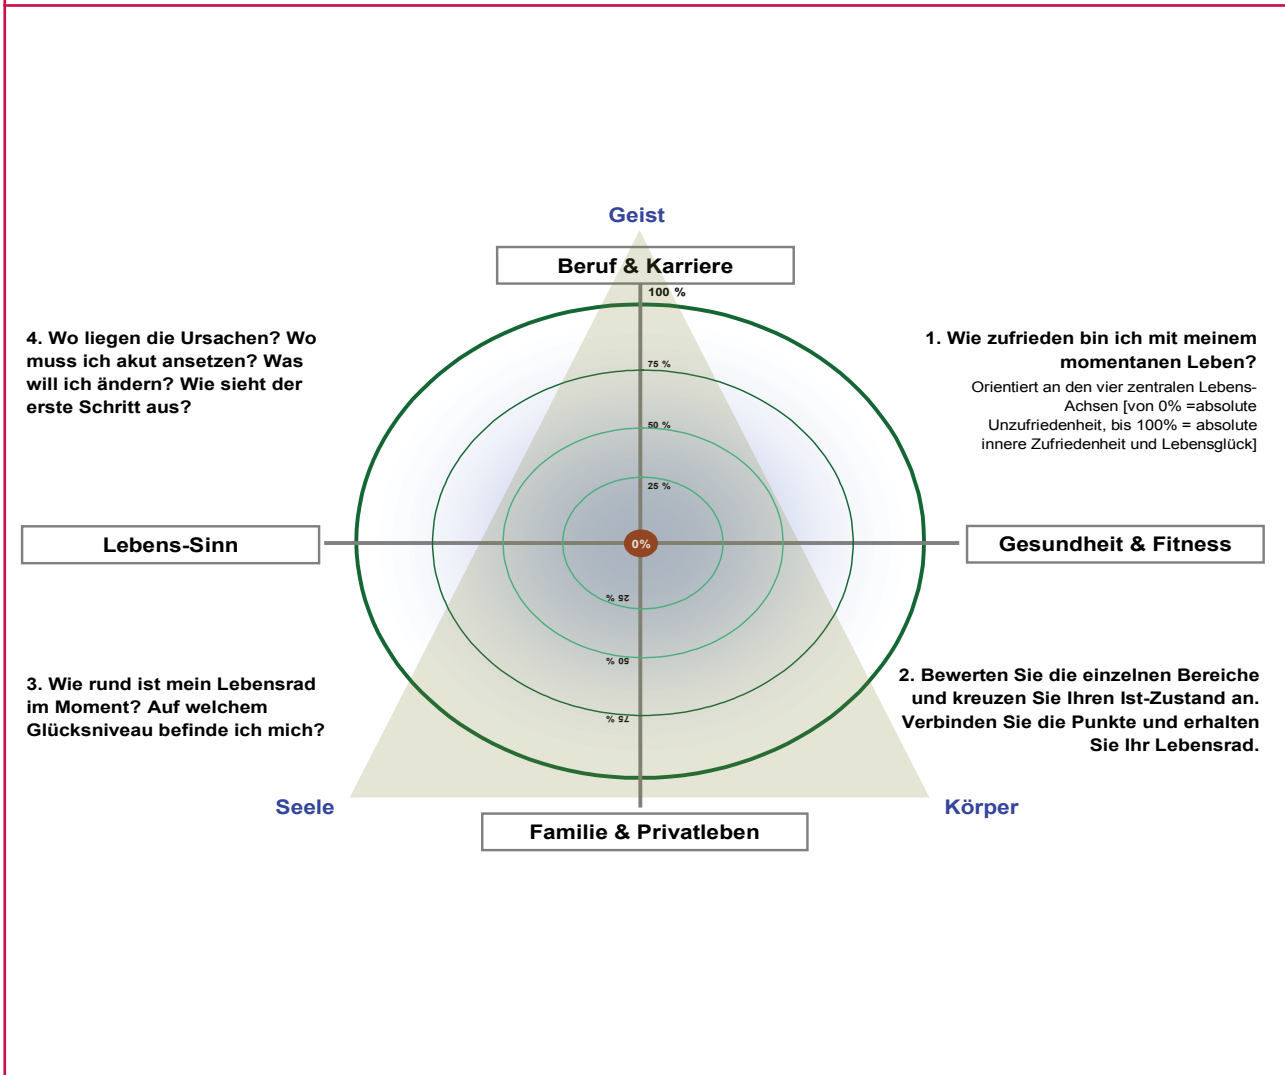 Geist
Beruf & Karriere
100 %
75 %
50 %
25 %
0%
25 %
50 %
75 %
4. Wo liegen die Ursachen? Wo
muss ich akut ansetzen? Was
will ich ändern? Wie sieht der
erste Schritt aus?
1. Wie zufrieden bin ich mit meinem
momentanen Leben?
Orientiert an den vier zentralen Lebens-
Achsen [von 0% =absolute
Unzufriedenheit, bis 100% = absolute
innere Zufriedenheit und Lebensglück]
Lebens-Sinn
Gesundheit & Fitness
3. Wie rund ist mein Lebensrad
im Moment? Auf welchem
Glücksniveau befinde ich mich?
2. Bewerten Sie die einzelnen Bereiche
und kreuzen Sie Ihren Ist-Zustand an.
Verbinden Sie die Punkte und erhalten
Sie Ihr Lebensrad.
Seele
Körper
Familie & Privatleben